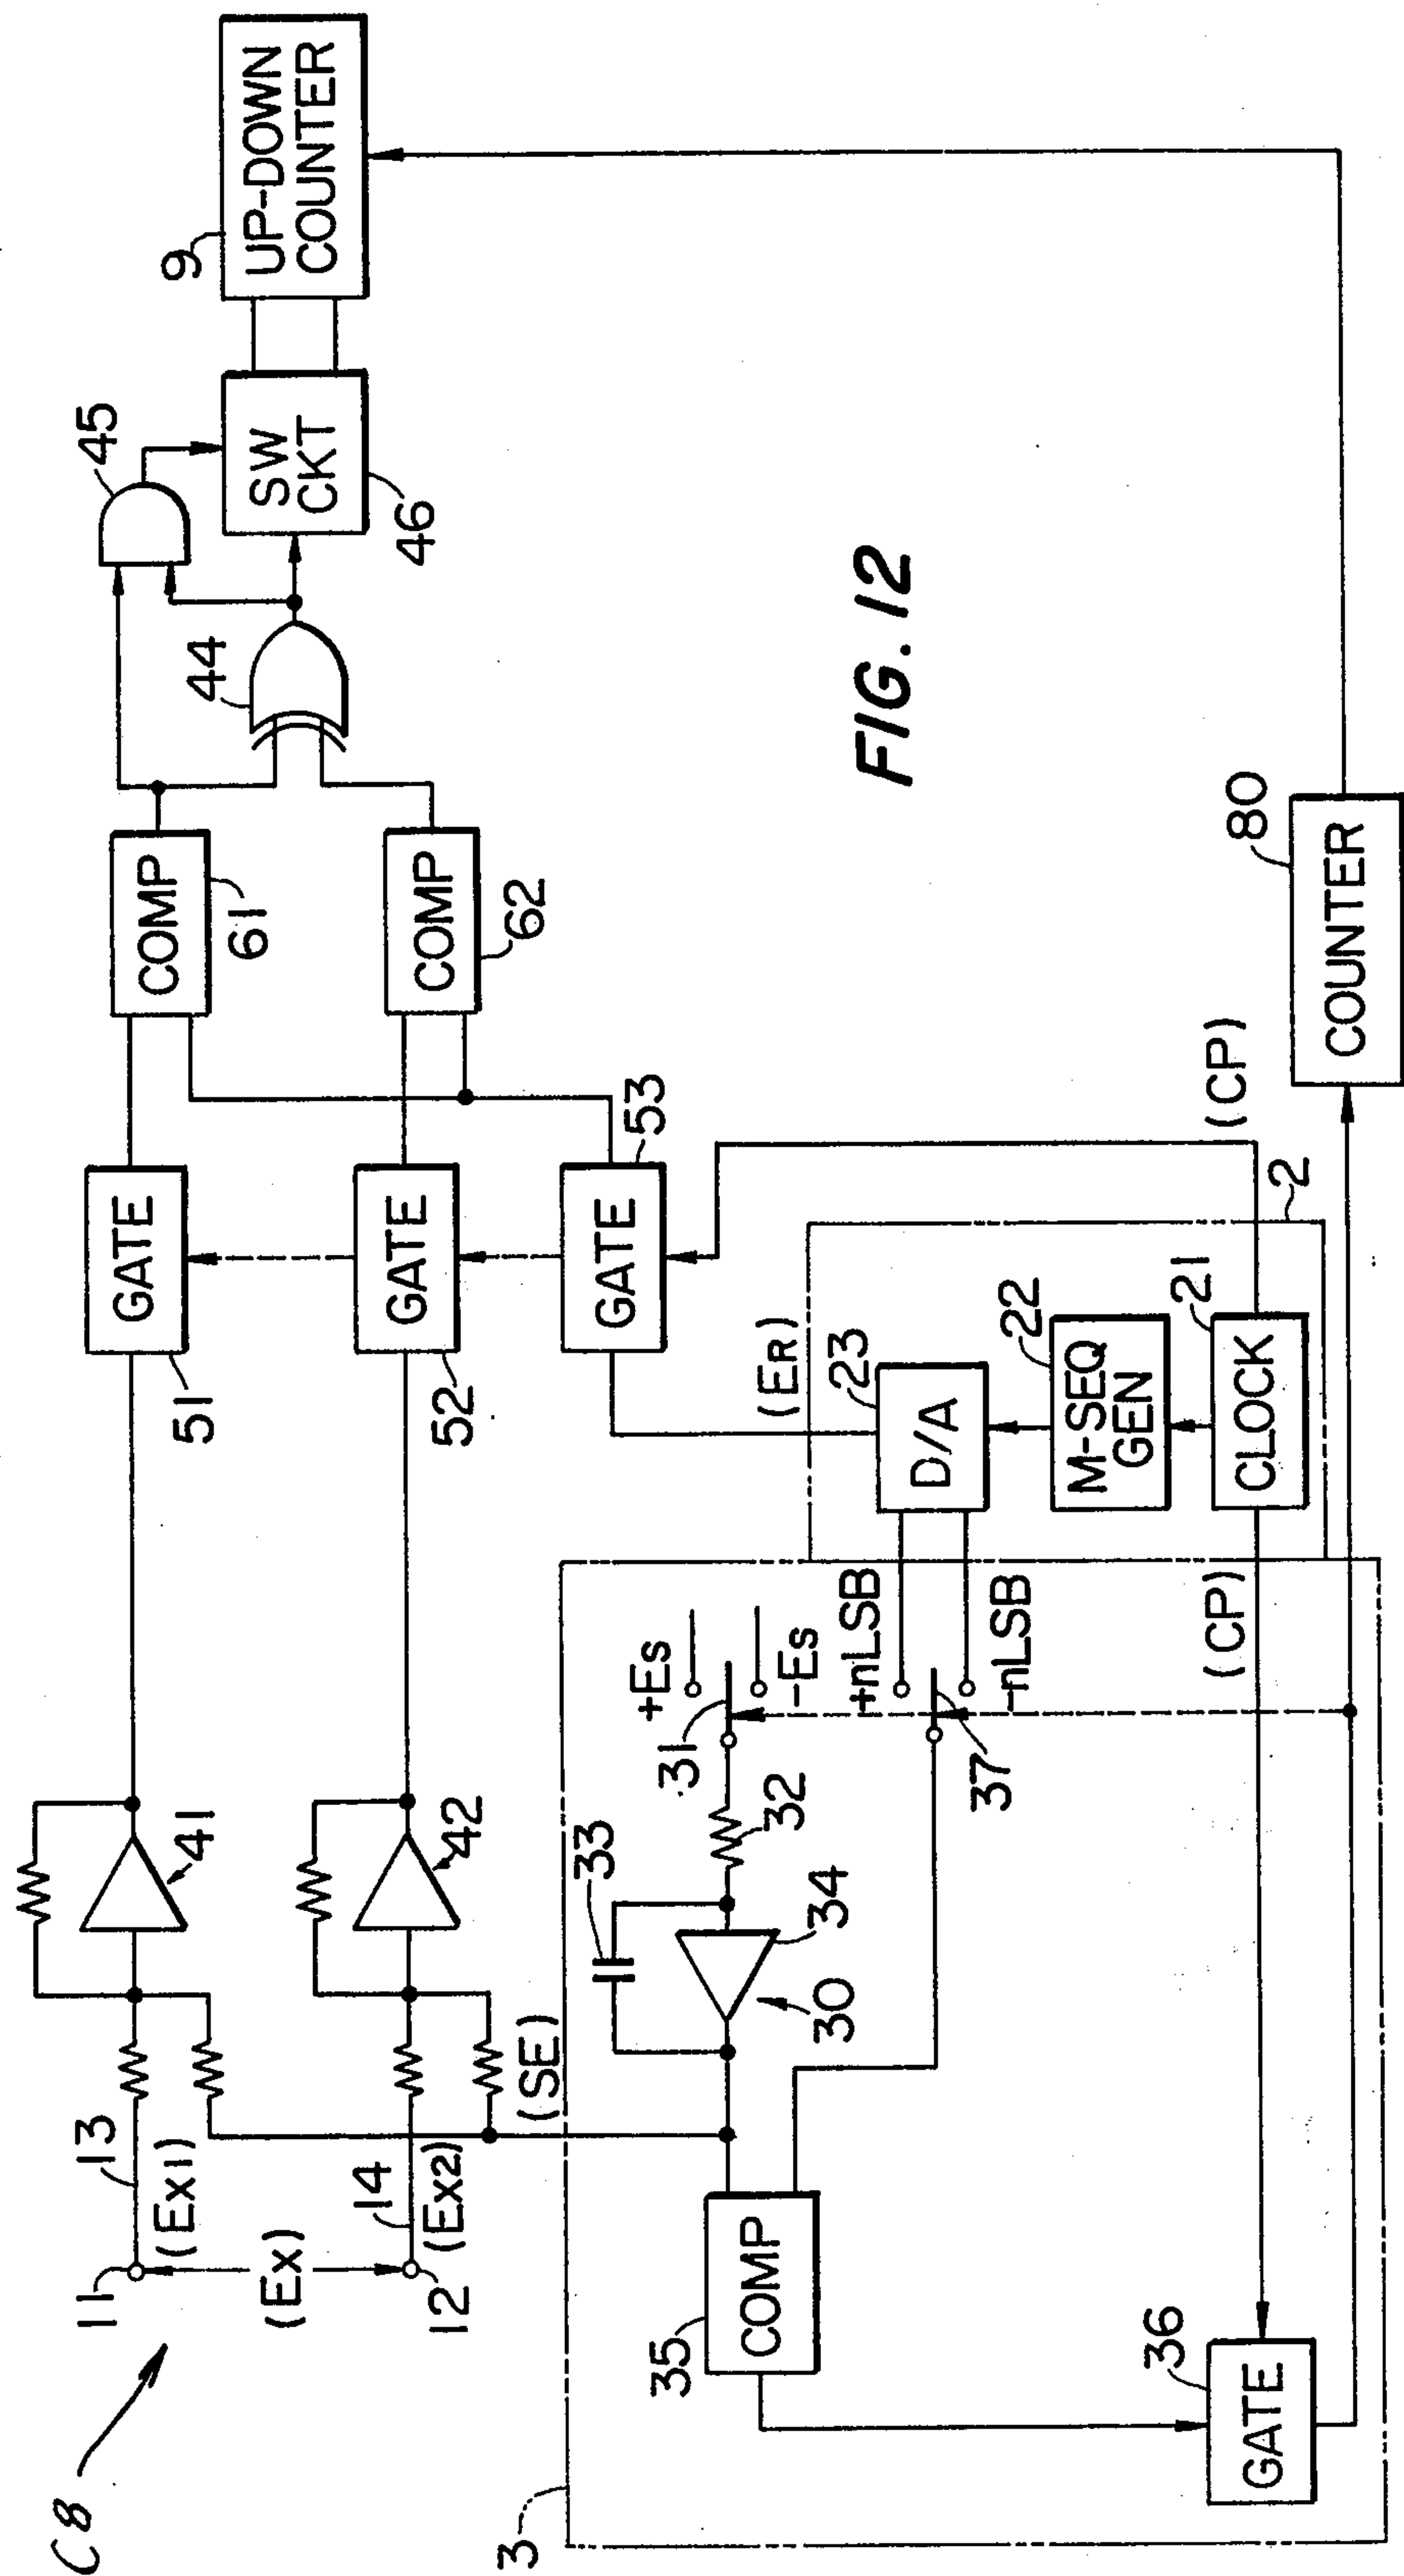 C8
11
13
(Ex1)
(Ex)
12
14
(Ex2)
(SE)
41
42
51
GATE
52
GATE
53
GATE
COMP
61
COMP
62
44
45
SW
CKT
46
9
UP-DOWN
COUNTER
3
35
COMP
33
30
34
32
31
+Es
-Es
+nLSB
-nLSB
37
36
GATE
(CP)
(ER)
23
D/A
22
M-SEQ
GEN
21
CLOCK
2
(CP)
80
COUNTER
FIG. 12